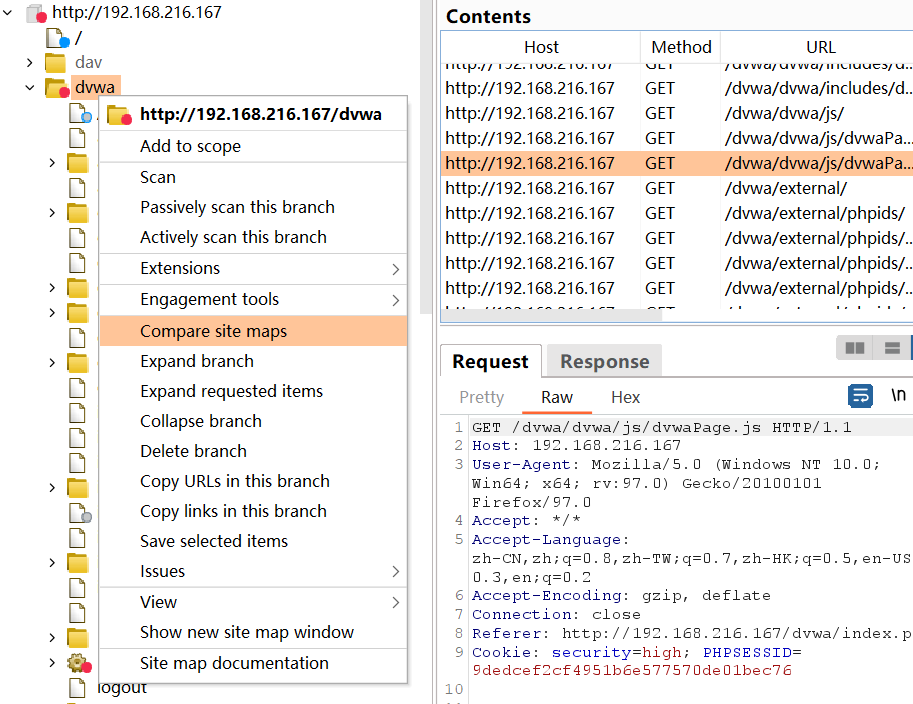 http://192.168.216.167
/
dav
dvwa
http://192.168.216.167/dvwa
Add to scope
Scan
Passively scan this branch
Actively scan this branch
Extensions
Engagement tools
Compare site maps
Expand branch
Expand requested items
Collapse branch
Delete branch
Copy URLs in this branch
Copy links in this branch
Save selected items
Issues
View
Show new site map window
Site map documentation
logout
Contents
Host Method URL
http://192.168.216.167 GET /dvwa/dvwa/includes/d...
http://192.168.216.167 GET /dvwa/dvwa/includes/d...
http://192.168.216.167 GET /dvwa/dvwa/js/
http://192.168.216.167 GET /dvwa/dvwa/js/dvwaPa...
http://192.168.216.167 GET /dvwa/dvwa/js/dvwaPa...
http://192.168.216.167 GET /dvwa/external/
http://192.168.216.167 GET /dvwa/external/phpids/
http://192.168.216.167 GET /dvwa/external/phpids/...
http://192.168.216.167 GET /dvwa/external/phpids/...
http://192.168.216.167 GET /dvwa/external/phpids/...
Request Response
Pretty Raw Hex \n
1 GET /dvwa/dvwa/js/dvwaPage.js HTTP/1.1
2 Host: 192.168.216.167
3 User-Agent: Mozilla/5.0 (Windows NT 10.0;
Win64; x64; rv:97.0) Gecko/20100101
Firefox/97.0
4 Accept: */*
5 Accept-Language:
zh-CN,zh;q=0.8,zh-TW;q=0.7,zh-HK;q=0.5,en-US
0.3,en;q=0.2
6 Accept-Encoding: gzip, deflate
7 Connection: close
8 Referer: http://192.168.216.167/dvwa/index.p
9 Cookie: security=high; PHPSESSID=
9dedcef2cf4951b6e577570de01bec76
10